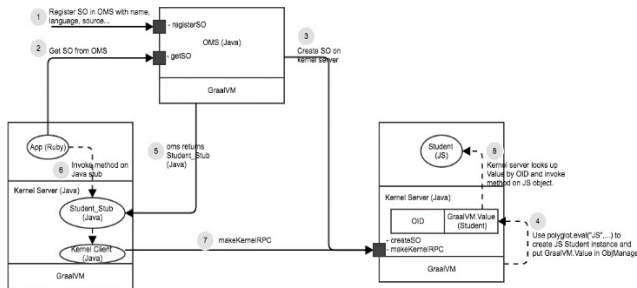 1
Register SO in OMS with name,
language, source...
- registerSO
OMS (Java)
3
2
Get SO from OMS
- getSO
Create SO on
kernel server
GraalVM
App (Ruby)
5
oms returns
Student_Stub
(Java)
6
Invoke method on
Java stub
Kernel Server (Java)
Student_Stub
(Java)
Kernel Client
(Java)
GraalVM
7
makeKernelRPC
Student
(JS)
8
Kernel server looks up
Value by OID and invoke
method on JS object.
Kernel Server (Java)
OID
GraalVM.Value
(Student)
4
Use polyglot.eval("JS",...) to
create JS Student instance and
put GraalVM.Value in ObjManage
- createSO
- makeKernelRPC
GraalVM